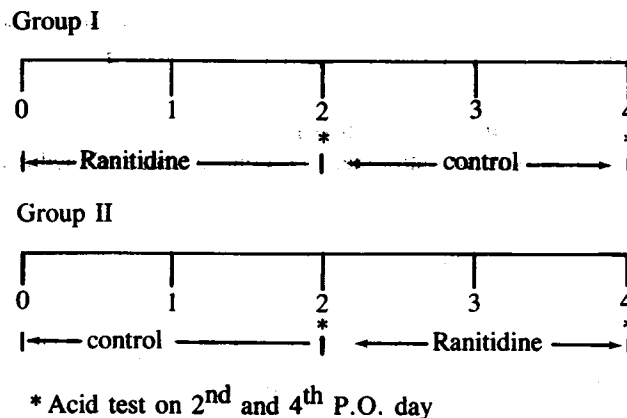 Group I
0 1 2 3 4
* *
Ranitidine control
Group II
0 1 2 3 4
* *
control Ranitidine
* Acid test on 2nd and 4th P.O. day